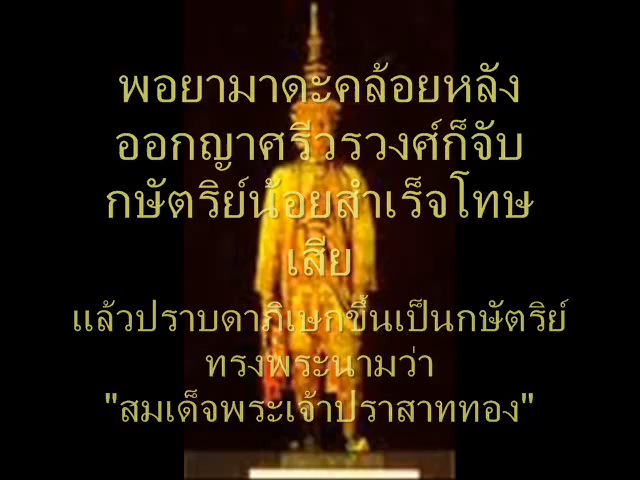 พอยามาดะคล้อยหลัง
ออกญาศรีวรวงศ์ก็จับ
กษัตริย์น้อยสำเร็จโทษ
เสีย
แล้วปราบดาภิเษกขึ้นเป็นกษัตริย์
ทรงพระนามว่า
"สมเด็จพระเจ้าปราสาททอง"